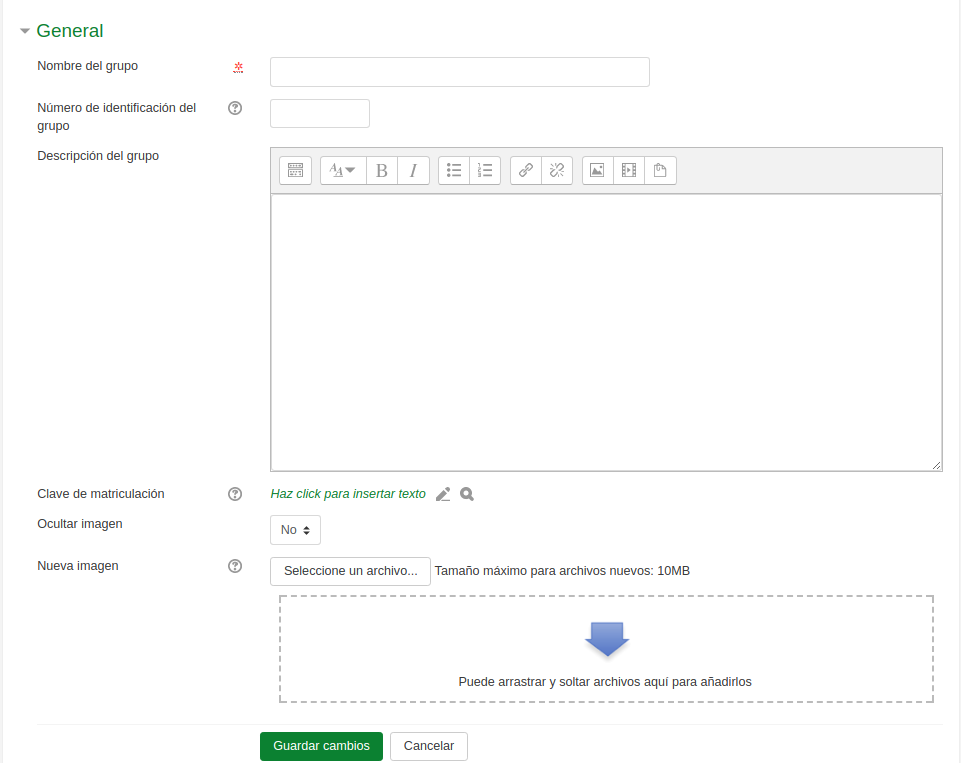 General
Nombre del grupo
Número de identificación del
grupo
Descripción del grupo
B I
Clave de matriculación
Haz click para insertar texto
Ocultar imagen
No
Nueva imagen
Seleccione un archivo... Tamaño máximo para archivos nuevos: 10MB
Puede arrastrar y soltar archivos aquí para añadirlos
Guardar cambios
Cancelar